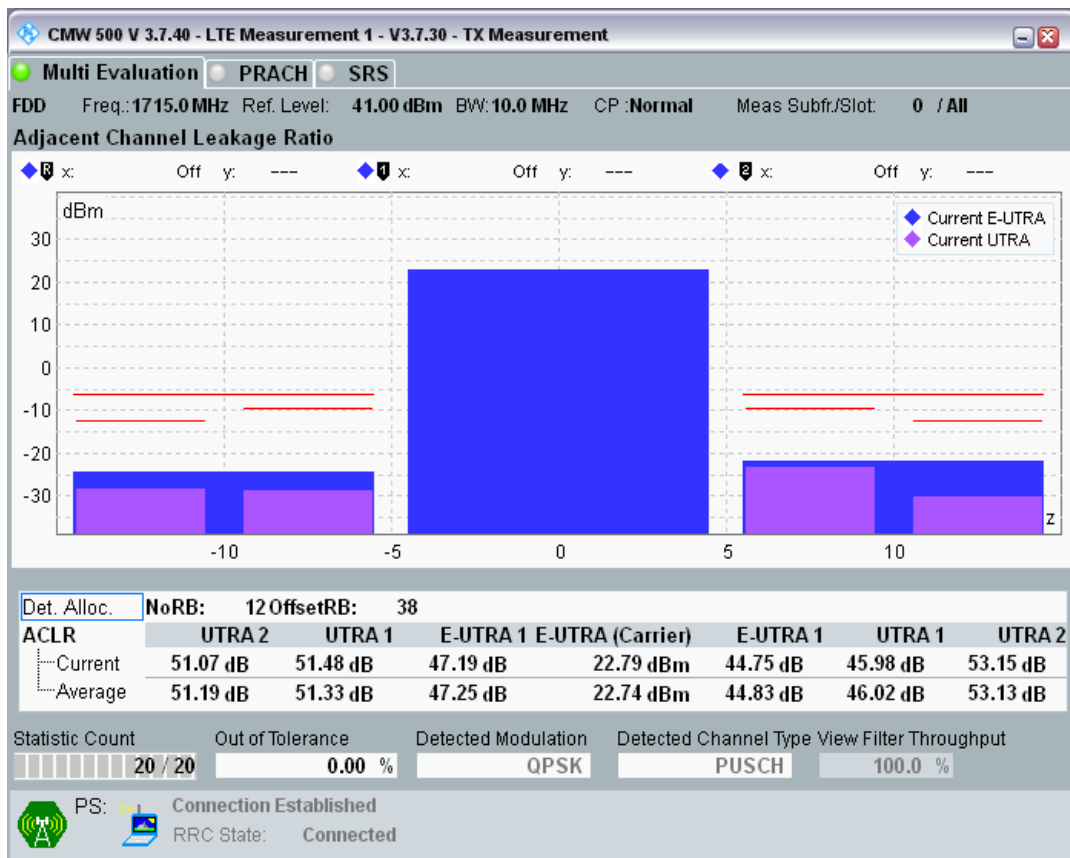 CMW 500 V 3.7.40 - LTE Measurement 1 - V3.7.30 - TX Measurement
Multi Evaluation PRACH SRS
FDD Freq.: 1715.0 MHz Ref. Level: 41.00 dBm BW: 10.0 MHz CP :Normal Meas Subfr./Slot: 0 / All
Adjacent Channel Leakage Ratio
R x: Off y: --- 1 x: Off y: --- 2 x: Off y: ---
dBm
Current E-UTRA
Current UTRA
30
20
10
0
-10
-20
-30
z
-10 -5 0 5 10
Det. Alloc. NoRB: 12 OffsetRB: 38
ACLR UTRA 2 UTRA 1 E-UTRA 1 E-UTRA (Carrier) E-UTRA 1 UTRA 1 UTRA 2
Current 51.07 dB 51.48 dB 47.19 dB 22.79 dBm 44.75 dB 45.98 dB 53.15 dB
Average 51.19 dB 51.33 dB 47.25 dB 22.74 dBm 44.83 dB 46.02 dB 53.13 dB
Statistic Count Out of Tolerance Detected Modulation Detected Channel Type View Filter Throughput
20 / 20 0.00 % QPSK PUSCH 100.0 %
PS: Connection Established
RRC State: Connected